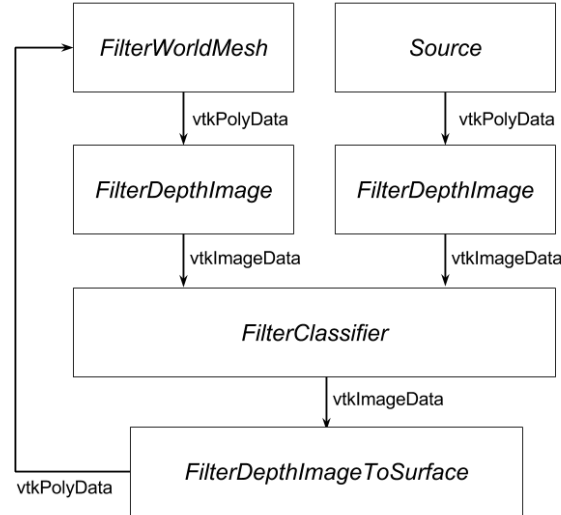 FilterWorldMesh
Source
vtkPolyData
vtkPolyData
FilterDepthImage
FilterDepthImage
vtkImageData
vtkImageData
FilterClassifier
vtkImageData
FilterDepthImageToSurface
vtkPolyData